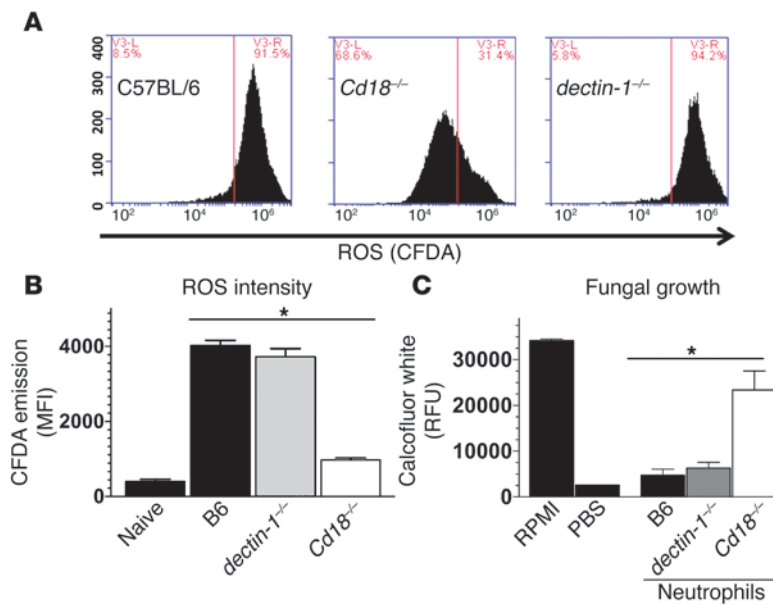 A
V3-L
8.5%
V3-R
91.5%
C57BL/6
V3-L
68.6%
V3-R
31.4%
Cd18⁻/⁻
V3-L
5.8%
V3-R
94.2%
dectin-1⁻/⁻
400
300
200
100
0
10² 10⁴ 10⁶
10² 10⁴ 10⁶
10² 10⁴ 10⁶
ROS (CFDA)
B
ROS intensity
*
CFDA emission
(MFI)
4000
2000
0
Naive
B6
dectin-1⁻/⁻
Cd18⁻/⁻
C
Fungal growth
*
Calcofluor white
(RFU)
30000
20000
10000
0
RPMI
PBS
B6
dectin-1⁻/⁻
Cd18⁻/⁻
Neutrophils